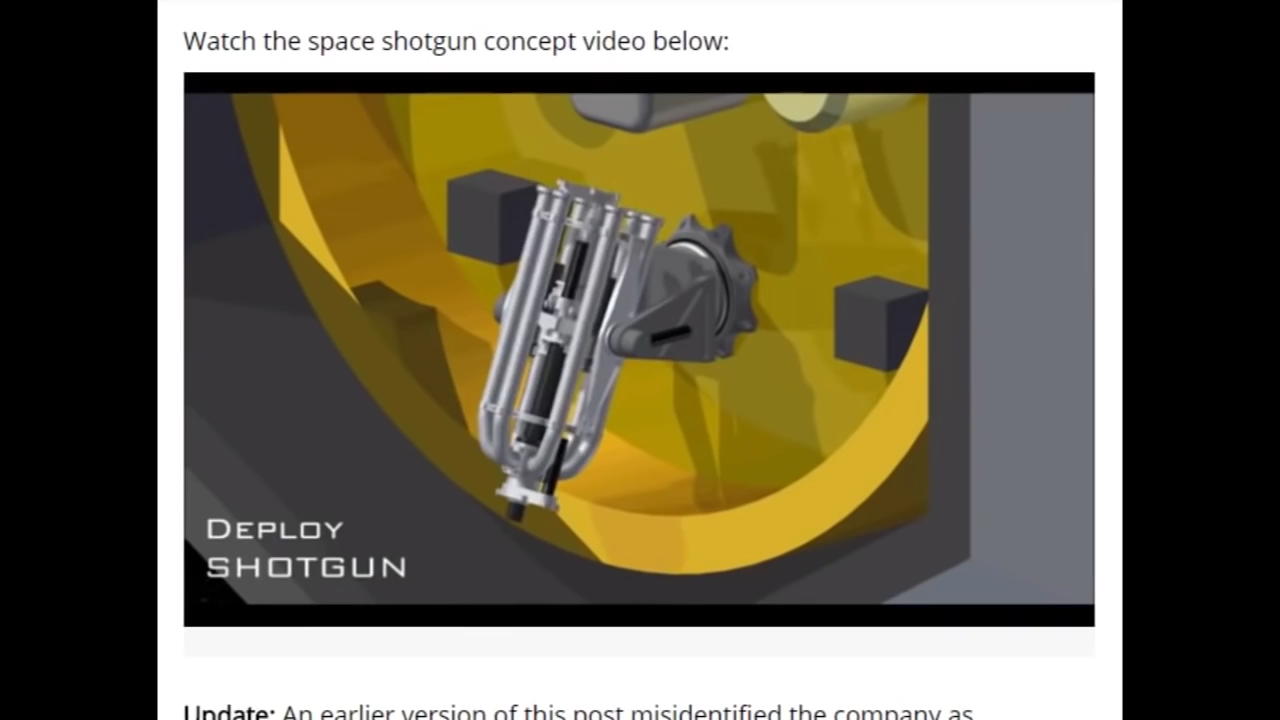 Watch the space shotgun concept video below:
DEPLOY
SHOTGUN
Update: An earlier version of this post misidentified the company as